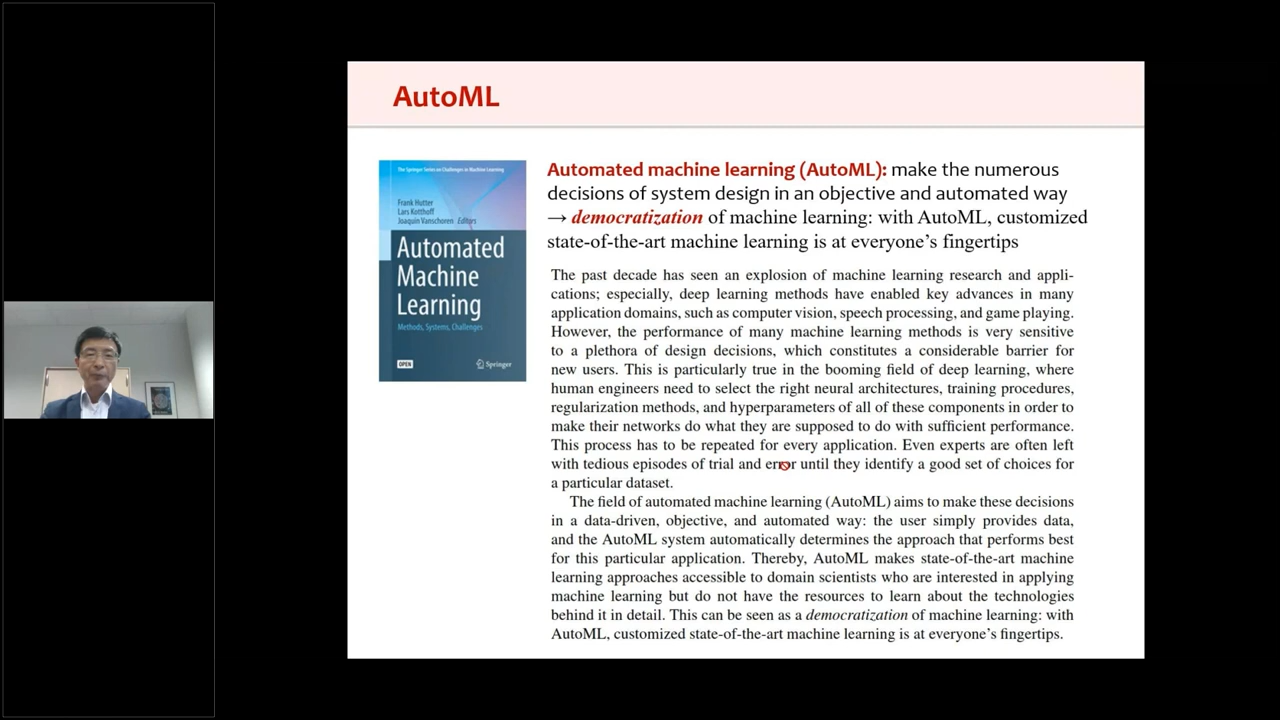 AutoML
The Springer Series on Challenges in Machine Learning
Frank Hutter
Lars Kotthoff
Joaquin Vanschoren Editors
Automated
Machine
Learning
Methods, Systems, Challenges
OPEN
Springer
Automated machine learning (AutoML): make the numerous
decisions of system design in an objective and automated way
→ democratization of machine learning: with AutoML, customized
state-of-the-art machine learning is at everyone's fingertips
The past decade has seen an explosion of machine learning research and appli-
cations; especially, deep learning methods have enabled key advances in many
application domains, such as computer vision, speech processing, and game playing.
However, the performance of many machine learning methods is very sensitive
to a plethora of design decisions, which constitutes a considerable barrier for
new users. This is particularly true in the booming field of deep learning, where
human engineers need to select the right neural architectures, training procedures,
regularization methods, and hyperparameters of all of these components in order to
make their networks do what they are supposed to do with sufficient performance.
This process has to be repeated for every application. Even experts are often left
with tedious episodes of trial and error until they identify a good set of choices for
a particular dataset.
The field of automated machine learning (AutoML) aims to make these decisions
in a data-driven, objective, and automated way: the user simply provides data,
and the AutoML system automatically determines the approach that performs best
for this particular application. Thereby, AutoML makes state-of-the-art machine
learning approaches accessible to domain scientists who are interested in applying
machine learning but do not have the resources to learn about the technologies
behind it in detail. This can be seen as a democratization of machine learning: with
AutoML, customized state-of-the-art machine learning is at everyone's fingertips.